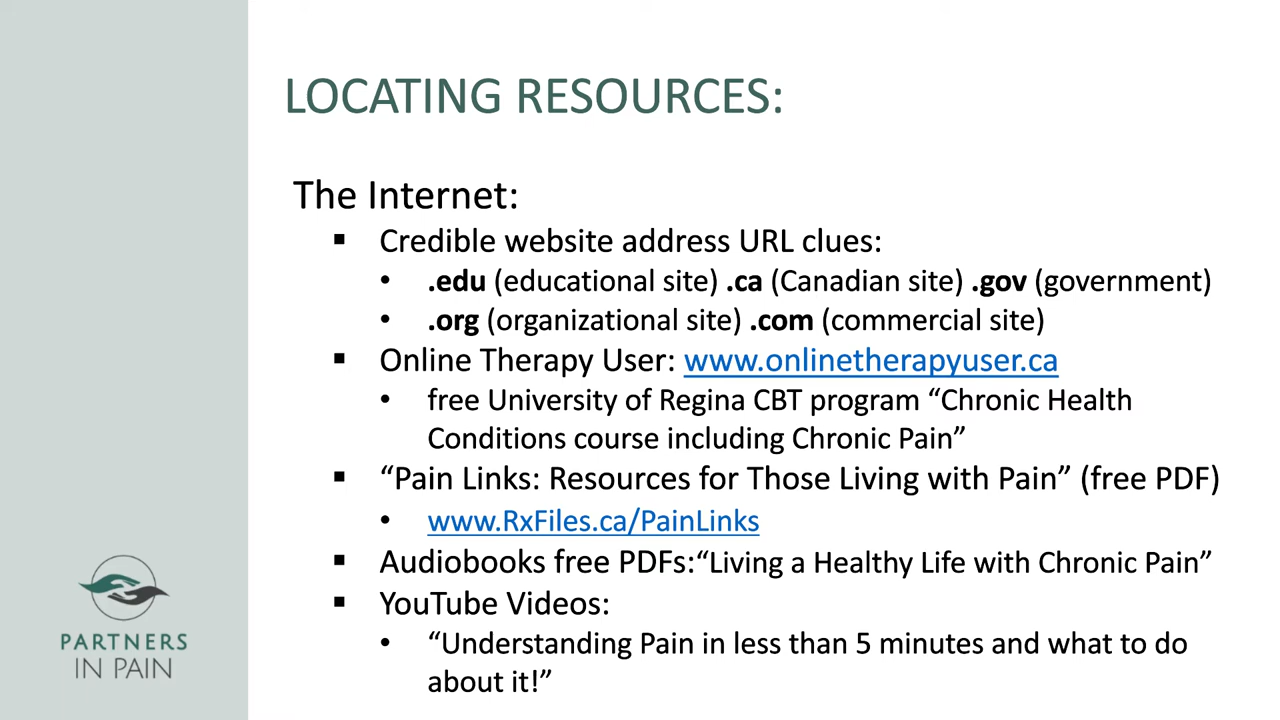 LOCATING RESOURCES:
The Internet:
▪ Credible website address URL clues:
• .edu (educational site) .ca (Canadian site) .gov (government)
• .org (organizational site) .com (commercial site)
▪ Online Therapy User: www.onlinetherapyuser.ca
• free University of Regina CBT program “Chronic Health
Conditions course including Chronic Pain”
▪ “Pain Links: Resources for Those Living with Pain” (free PDF)
• www.RxFiles.ca/PainLinks
▪ Audiobooks free PDFs:“Living a Healthy Life with Chronic Pain”
▪ YouTube Videos:
• “Understanding Pain in less than 5 minutes and what to do
about it!”
PARTNERS
IN PAIN